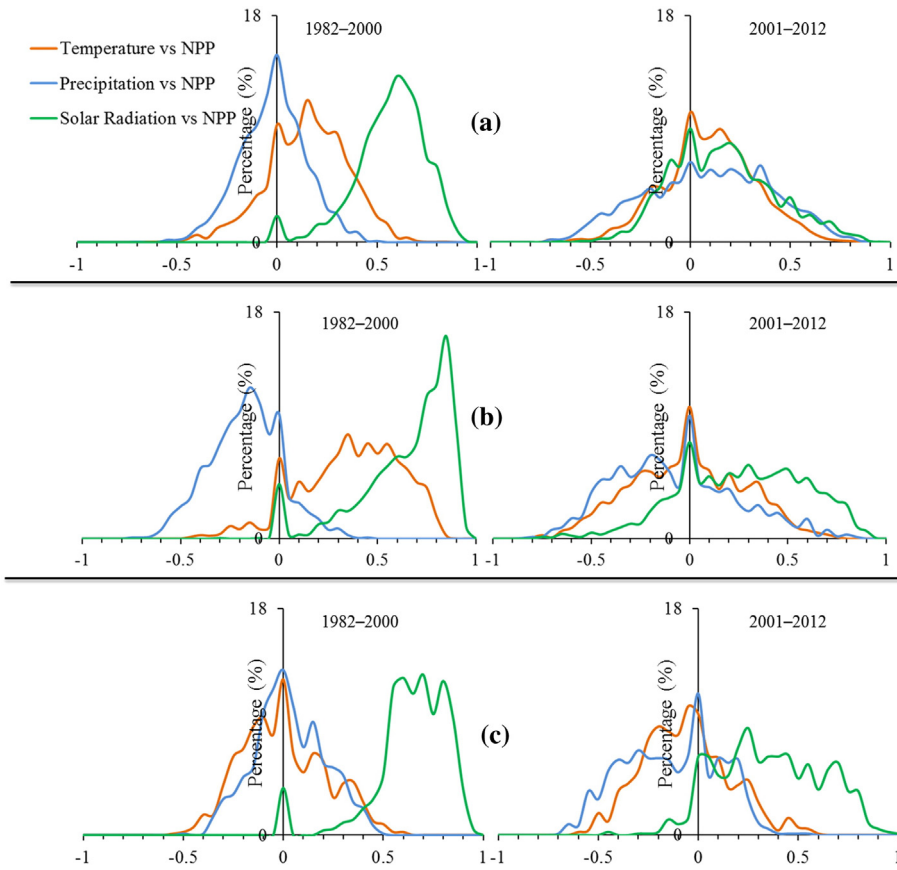 18
1982–2000
18
2001–2012
Temperature vs NPP
Precipitation vs NPP
Solar Radiation vs NPP
Percentage (%)
(a)
Percentage (%)
0
0
-1 -0.5 0 0.5 1
-1 -0.5 0 0.5 1
18
1982–2000
18
2001–2012
Percentage (%)
(b)
Percentage (%)
0
0
-1 -0.5 0 0.5 1
-1 -0.5 0 0.5 1
18
1982–2000
18
2001–2012
Percentage (%)
(c)
Percentage (%)
0
0
-1 -0.5 0 0.5 1
-1 -0.5 0 0.5 1